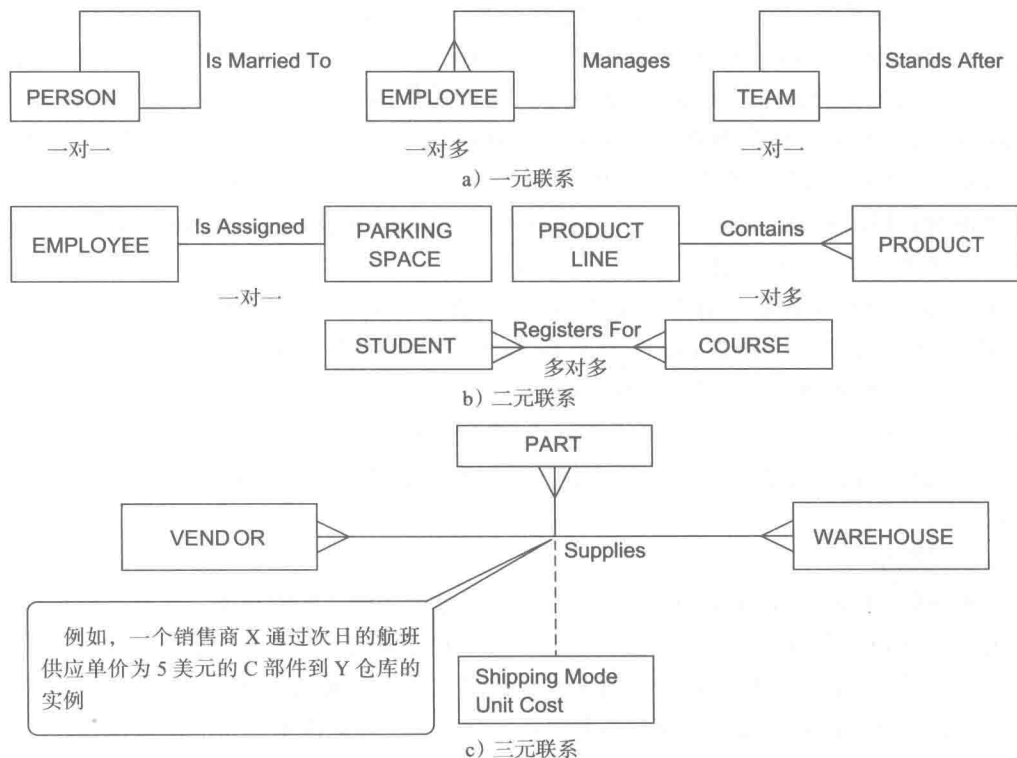 Is Married To
Manages
Stands After
PERSON
EMPLOYEE
TEAM
一对一
一对多
一对一
a）一元联系
EMPLOYEE
Is Assigned
PARKING
SPACE
PRODUCT
LINE
Contains
PRODUCT
一对一
一对多
STUDENT
Registers For
COURSE
多对多
b）二元联系
PART
VENDOR
WAREHOUSE
Supplies
例如，一个销售商 X 通过次日的航班
供应单价为 5 美元的 C 部件到 Y 仓库的
实例
Shipping Mode
Unit Cost
c）三元联系